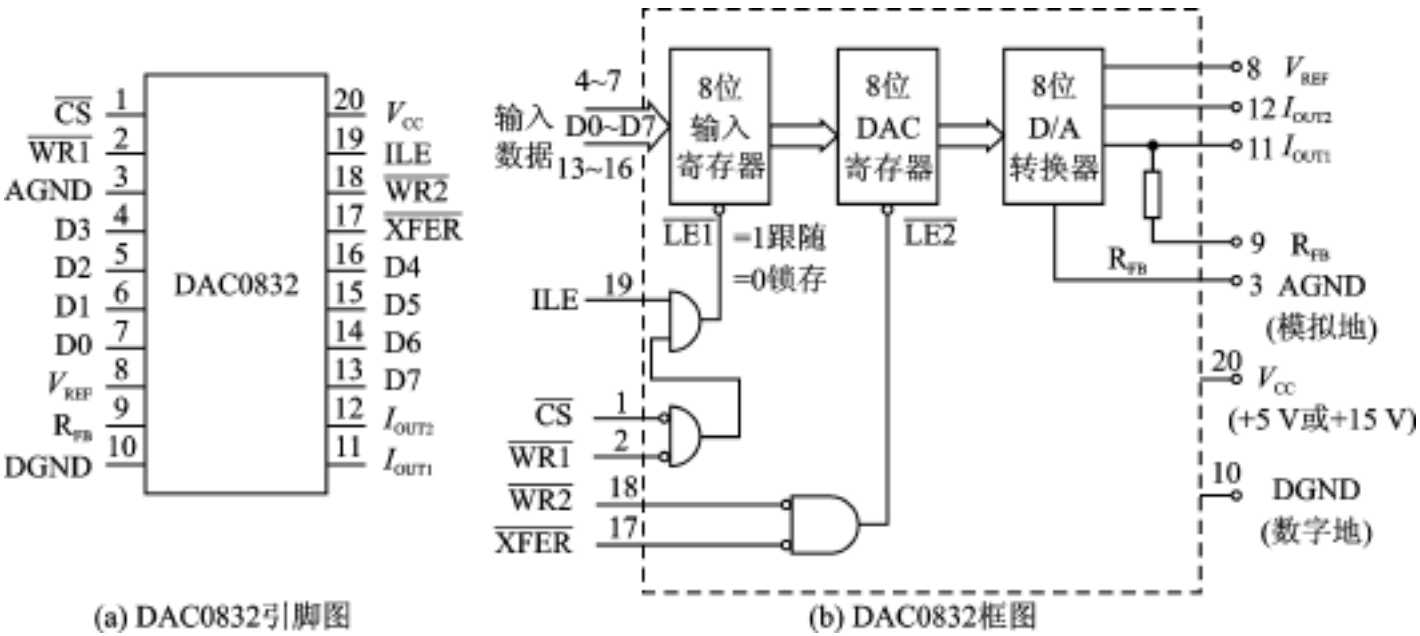 CS 1
WR1 2
AGND 3
D3 4
D2 5
D1 6
D0 7
VREF 8
RFB 9
DGND 10
DAC0832
20 VCC
19 ILE
18 WR2
17 XFER
16 D4
15 D5
14 D6
13 D7
12 IOUT2
11 IOUT1
(a) DAC0832引脚图
输入
数据
4~7
D0~D7
13~16
8位
输入
寄存器
8位
DAC
寄存器
8位
D/A
转换器
8 VREF
12 IOUT2
11 IOUT1
9 RFB
RFB
3 AGND
(模拟地)
20 VCC
(+5 V或+15 V)
10 DGND
(数字地)
LE1 =1跟随
=0锁存
LE2
ILE 19
CS 1
WR1 2
WR2 18
XFER 17
(b) DAC0832框图